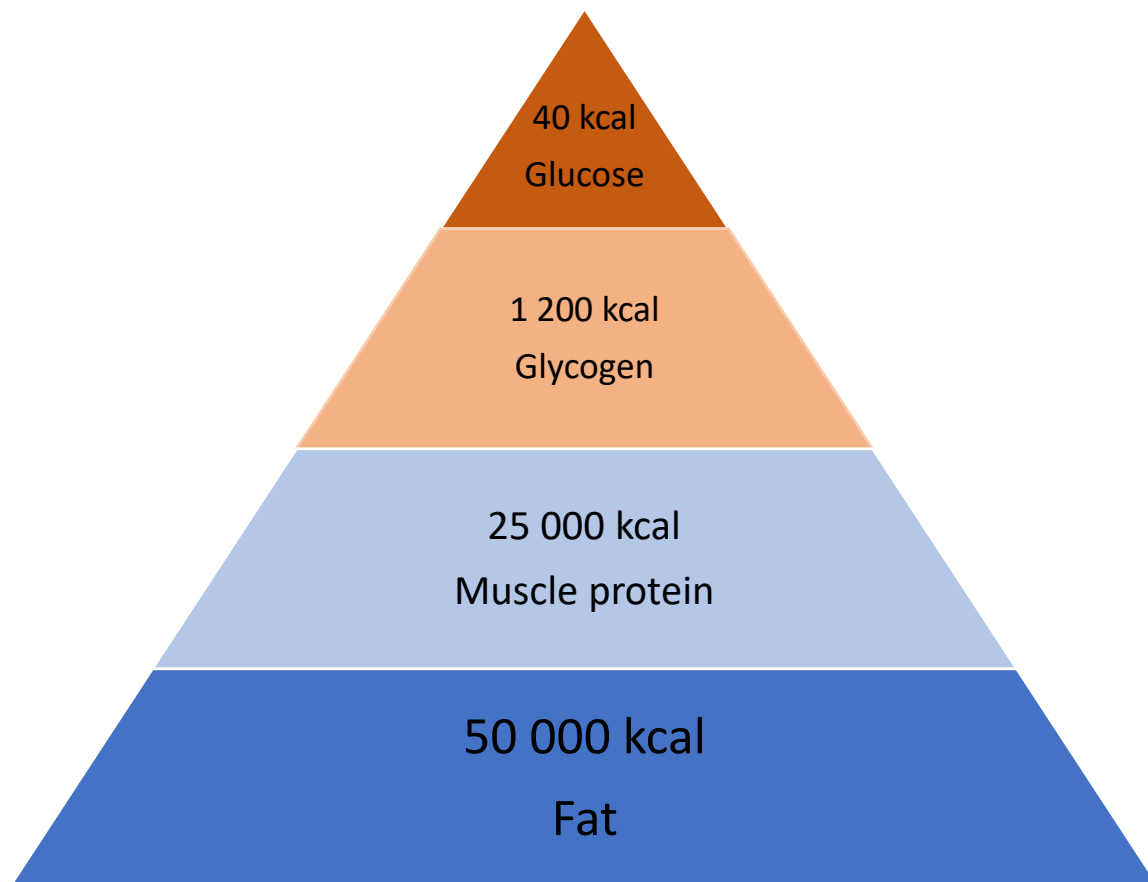 40 kcal
Glucose
1 200 kcal
Glycogen
25 000 kcal
Muscle protein
50 000 kcal
Fat